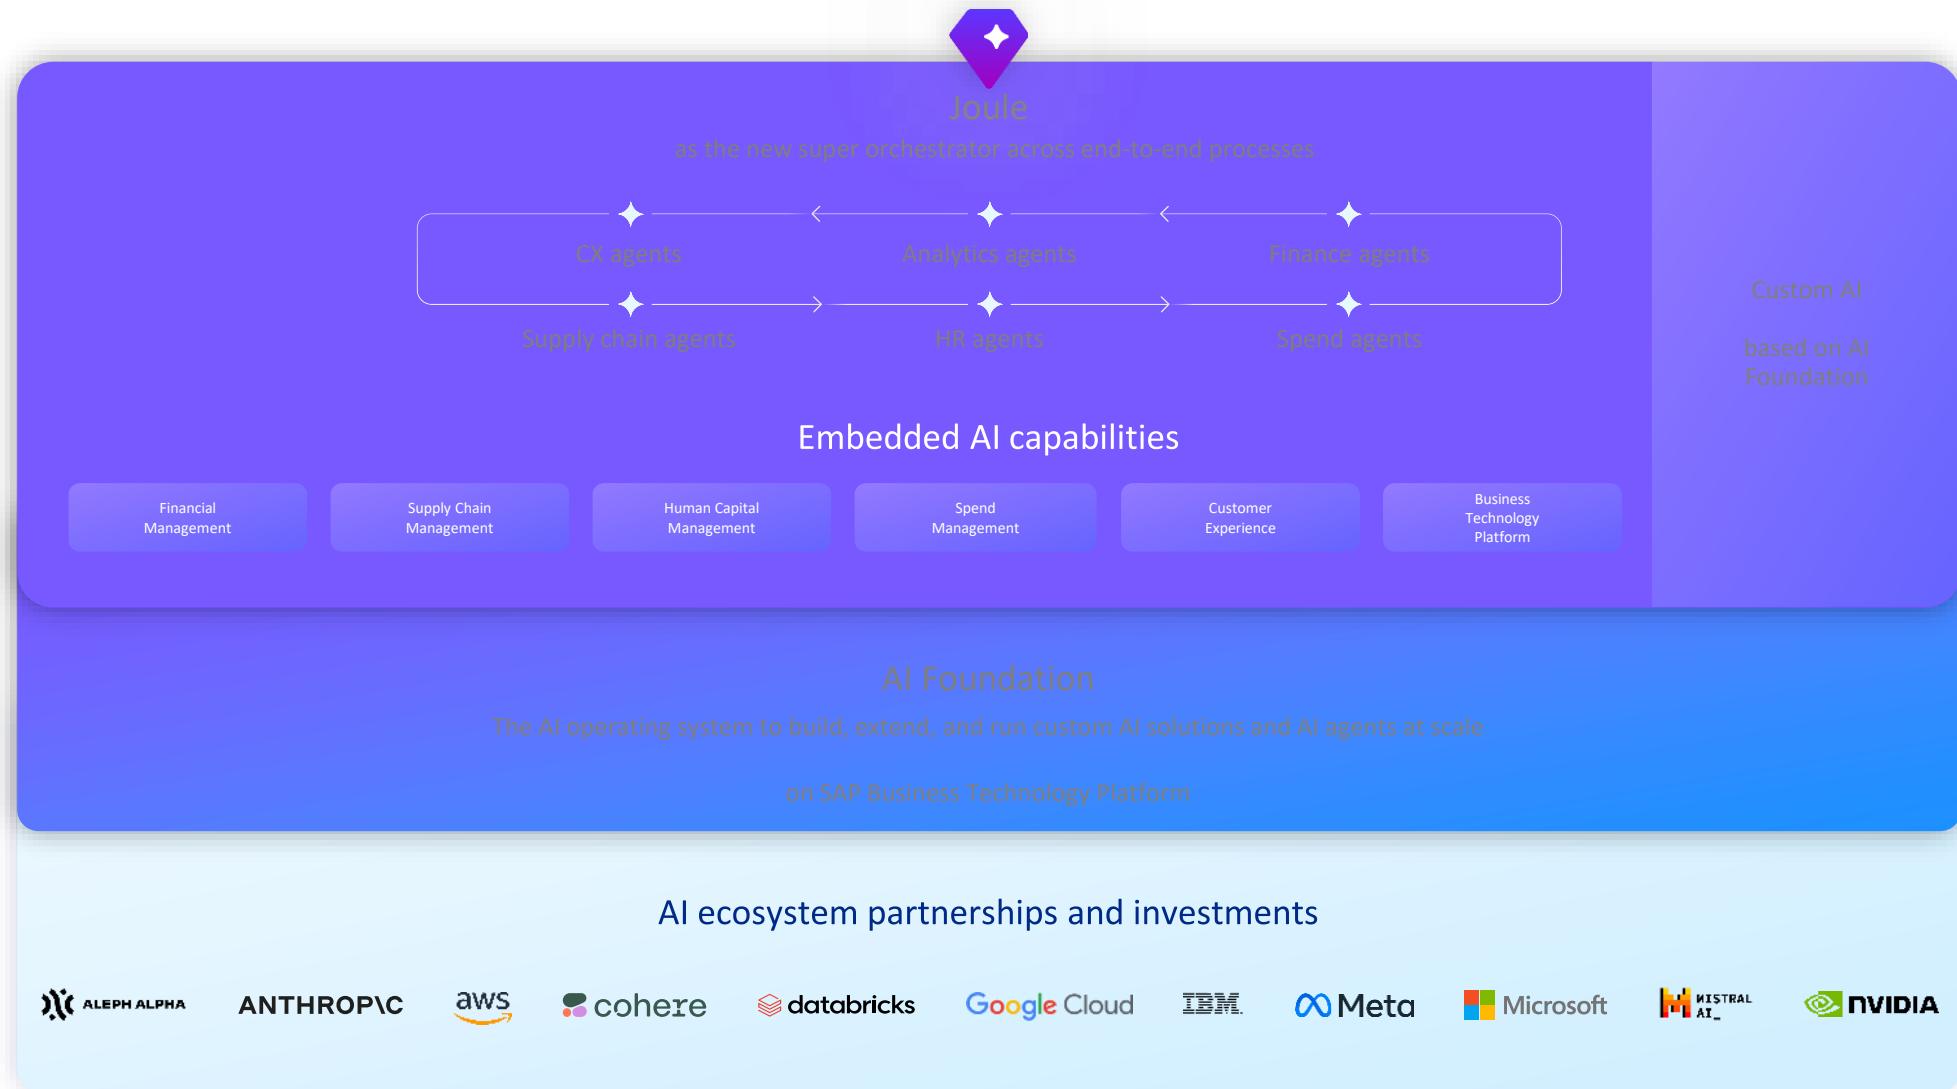 Joule
as the new super orchestrator across end-to-end processes
CX agents
Analytics agents
Finance agents
Supply chain agents
HR agents
Spend agents
Custom AI
based on AI
Foundation
Embedded AI capabilities
Financial
Management
Supply Chain
Management
Human Capital
Management
Spend
Management
Customer
Experience
Business
Technology
Platform
AI Foundation
The AI operating system to build, extend, and run custom AI solutions and AI agents at scale
on SAP Business Technology Platform
AI ecosystem partnerships and investments
ALEPH ALPHA
ANTHROP\C
aws
cohere
databricks
Google Cloud
IBM.
Meta
Microsoft
MISTRAL
AI_
NVIDIA